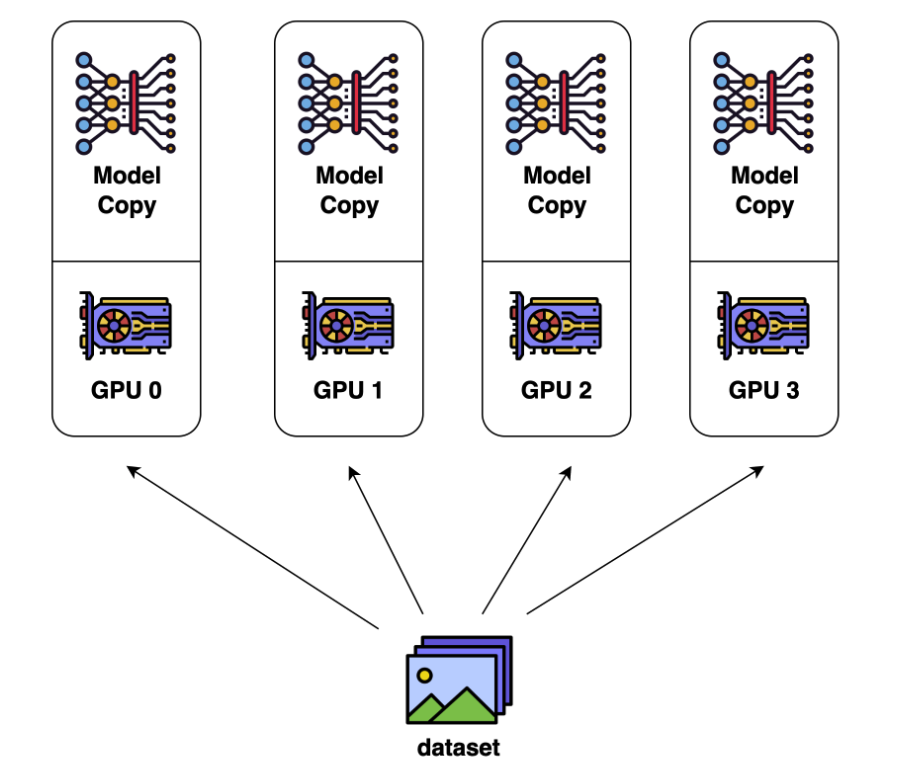 Model
Copy
Model
Copy
Model
Copy
Model
Copy
GPU 0
GPU 1
GPU 2
GPU 3
dataset